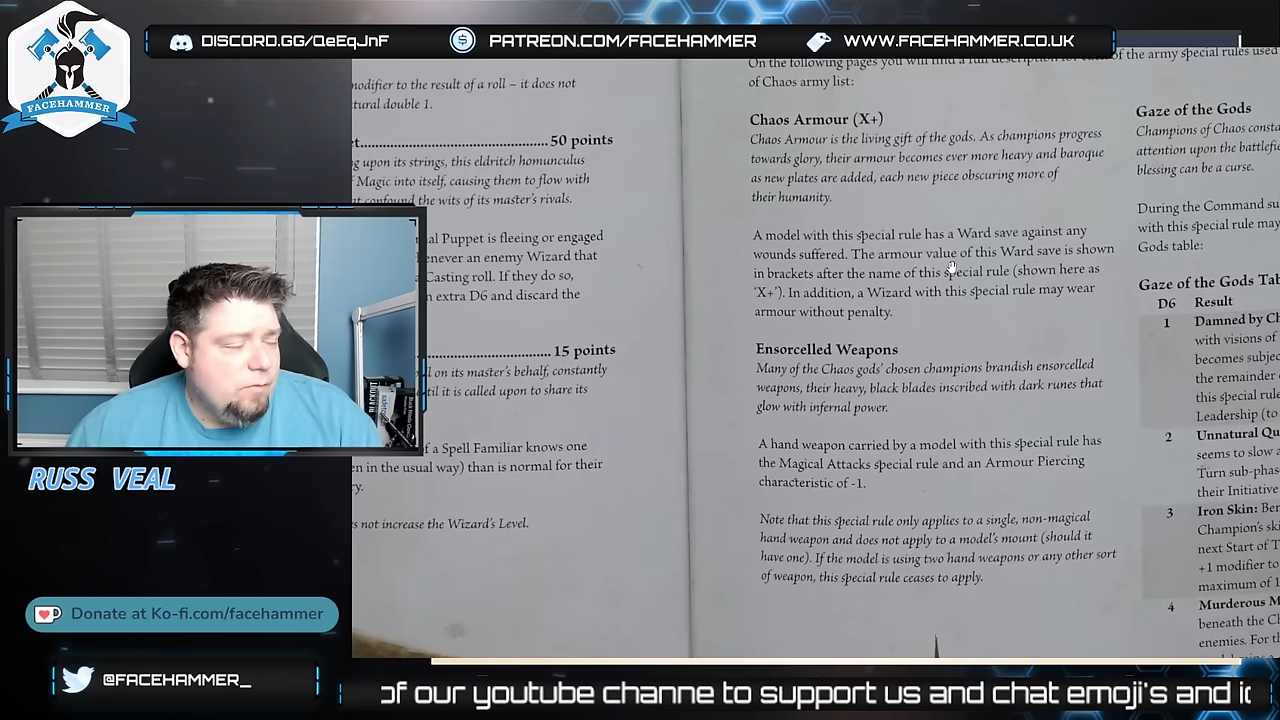 DISCORD.GG/QeEqJnF
PATREON.COM/FACEHAMMER
WWW.FACEHAMMER.CO.UK
FACEHAMMER
modifier to the result of a roll – it does not
double 1.
50 points
upon its strings, this eldritch homunculus
Magic into itself, causing them to flow with
confound the wits of its master's rivals.
Puppet is fleeing or engaged
an enemy Wizard that
Casting roll. If they do so,
extra D6 and discard the
15 points
on its master's behalf, constantly
it is called upon to share its
of a Spell Familiar knows one
in the usual way) than is normal for their
not increase the Wizard's Level.
On the following pages you will find a full description for each of the army special rules used
of Chaos army list:
Chaos Armour (X+)
Chaos Armour is the living gift of the gods. As champions progress
towards glory, their armour becomes ever more heavy and baroque
as new plates are added, each new piece obscuring more of
their humanity.
A model with this special rule has a Ward save against any
wounds suffered. The armour value of this Ward save is shown
in brackets after the name of this special rule (shown here as
'X+'). In addition, a Wizard with this special rule may wear
armour without penalty.
Ensorcelled Weapons
Many of the Chaos gods' chosen champions brandish ensorcelled
weapons, their heavy, black blades inscribed with dark runes that
glow with infernal power.
A hand weapon carried by a model with this special rule has
the Magical Attacks special rule and an Armour Piercing
characteristic of -1.
Note that this special rule only applies to a single, non-magical
hand weapon and does not apply to a model's mount (should it
have one). If the model is using two hand weapons or any other sort
of weapon, this special rule ceases to apply.
Gaze of the Gods
Champions of Chaos
attention upon the
blessing can be a curse.
During the Command
with this special rule may
Gods table:
Gaze of the Gods
D6 Result
1 Damned by
with visions of
becomes
the remainder
this special rule
Leadership (to
2 Unnatural
seems to slow
Turn sub-phase
their Initiative
3 Iron Skin:
Champion's
next Start of
+1 modifier to
maximum of
4 Murderous
beneath the
enemies. For
RUSS VEAL
Donate at Ko-fi.com/facehammer
@FACEHAMMER_
of our youtube channe to support us and chat emoji's and